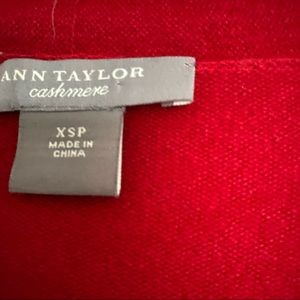 ANN TAYLOR
cashmere
XSP
MADE IN
CHINA